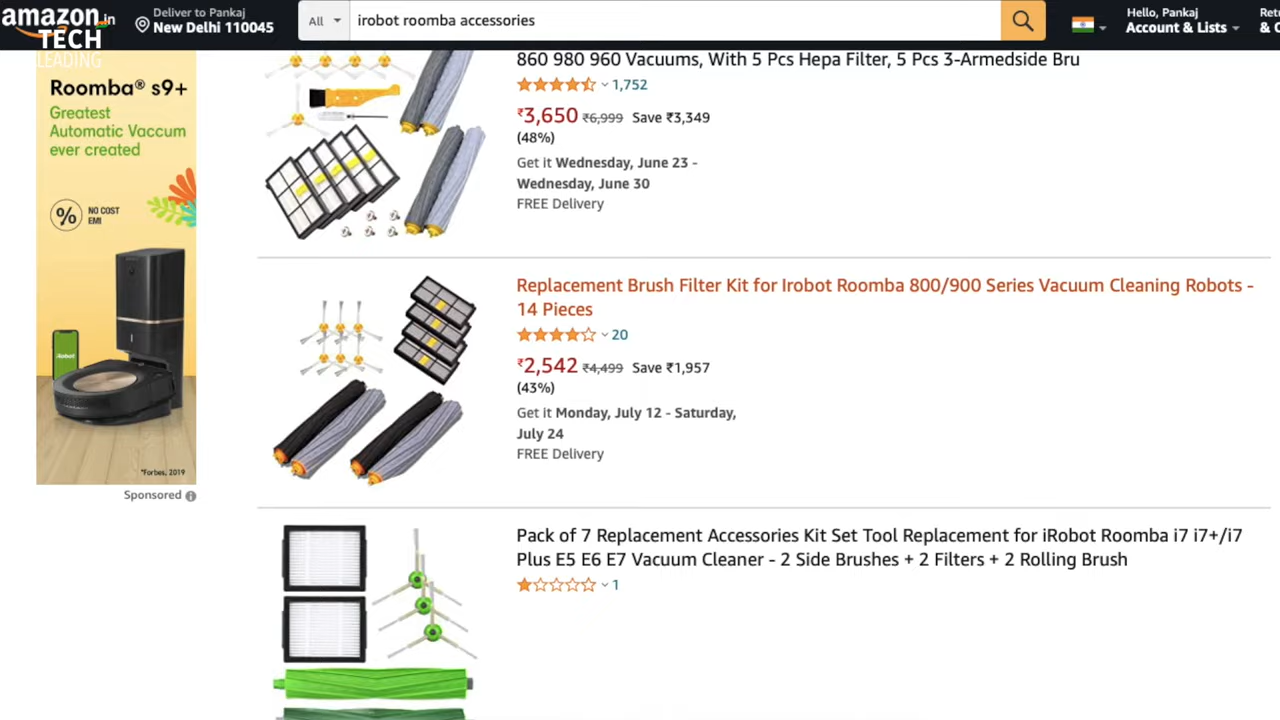 amazon.in
TECH
LEADING
Deliver to Pankaj
New Delhi 110045
All
irobot roomba accessories
Hello, Pankaj
Account & Lists
Roomba® s9+
Greatest
Automatic Vaccum
ever created
%
NO COST
EMI
iRobot
*Forbes, 2019
Sponsored
860 980 960 Vacuums, With 5 Pcs Hepa Filter, 5 Pcs 3-Armedside Bru
1,752
₹3,650 ₹6,999 Save ₹3,349
(48%)
Get it Wednesday, June 23 -
Wednesday, June 30
FREE Delivery
Replacement Brush Filter Kit for Irobot Roomba 800/900 Series Vacuum Cleaning Robots -
14 Pieces
20
₹2,542 ₹4,499 Save ₹1,957
(43%)
Get it Monday, July 12 - Saturday,
July 24
FREE Delivery
Pack of 7 Replacement Accessories Kit Set Tool Replacement for iRobot Roomba i7 i7+/i7
Plus E5 E6 E7 Vacuum Cleaner - 2 Side Brushes + 2 Filters + 2 Rolling Brush
1